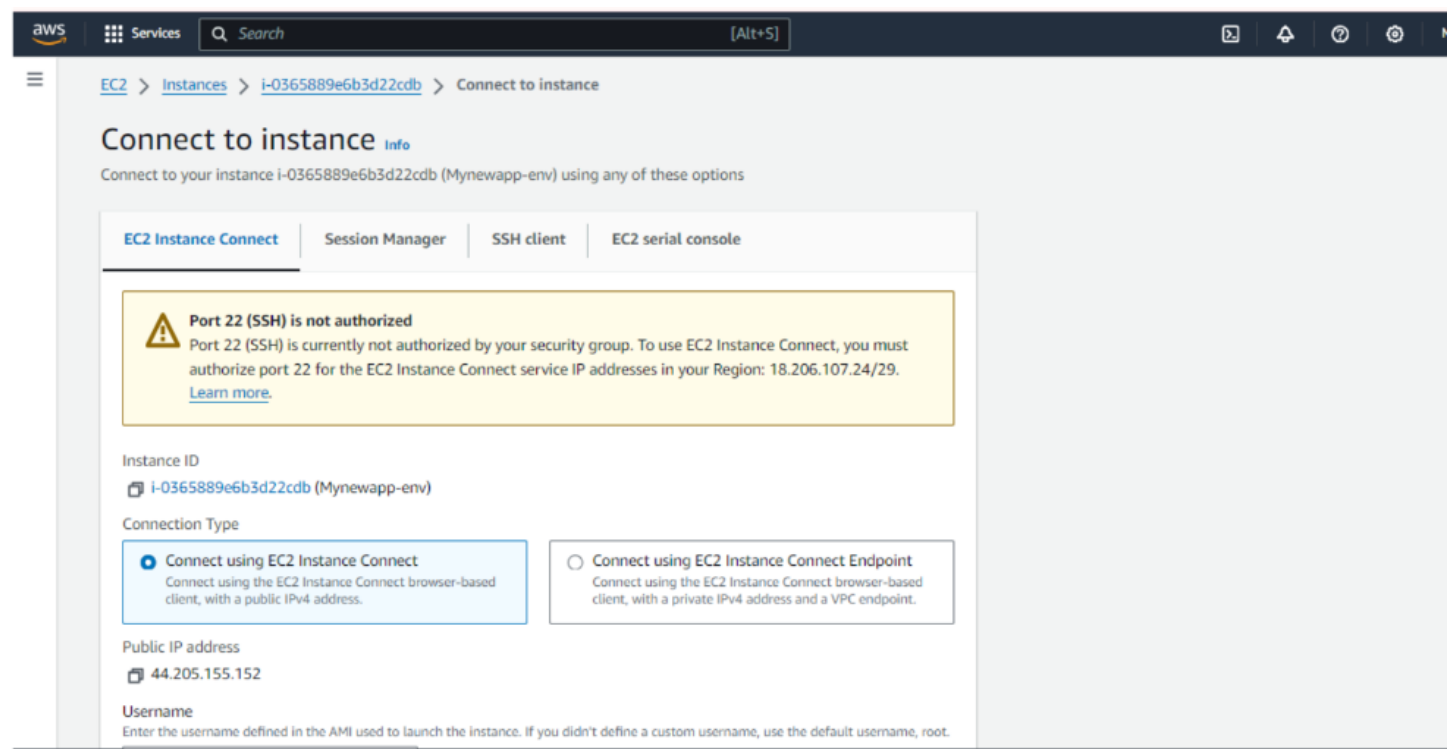 aws Services Search [Alt+S]
EC2 > Instances > i-0365889e6b3d22cdb > Connect to instance
Connect to instance Info
Connect to your instance i-0365889e6b3d22cdb (Mynewapp-env) using any of these options
EC2 Instance Connect Session Manager SSH client EC2 serial console
Port 22 (SSH) is not authorized
Port 22 (SSH) is currently not authorized by your security group. To use EC2 Instance Connect, you must
authorize port 22 for the EC2 Instance Connect service IP addresses in your Region: 18.206.107.24/29.
Learn more.
Instance ID
i-0365889e6b3d22cdb (Mynewapp-env)
Connection Type
Connect using EC2 Instance Connect
Connect using the EC2 Instance Connect browser-based
client, with a public IPv4 address.
Connect using EC2 Instance Connect Endpoint
Connect using the EC2 Instance Connect browser-based
client, with a private IPv4 address and a VPC endpoint.
Public IP address
44.205.155.152
Username
Enter the username defined in the AMI used to launch the instance. If you didn't define a custom username, use the default username, root.